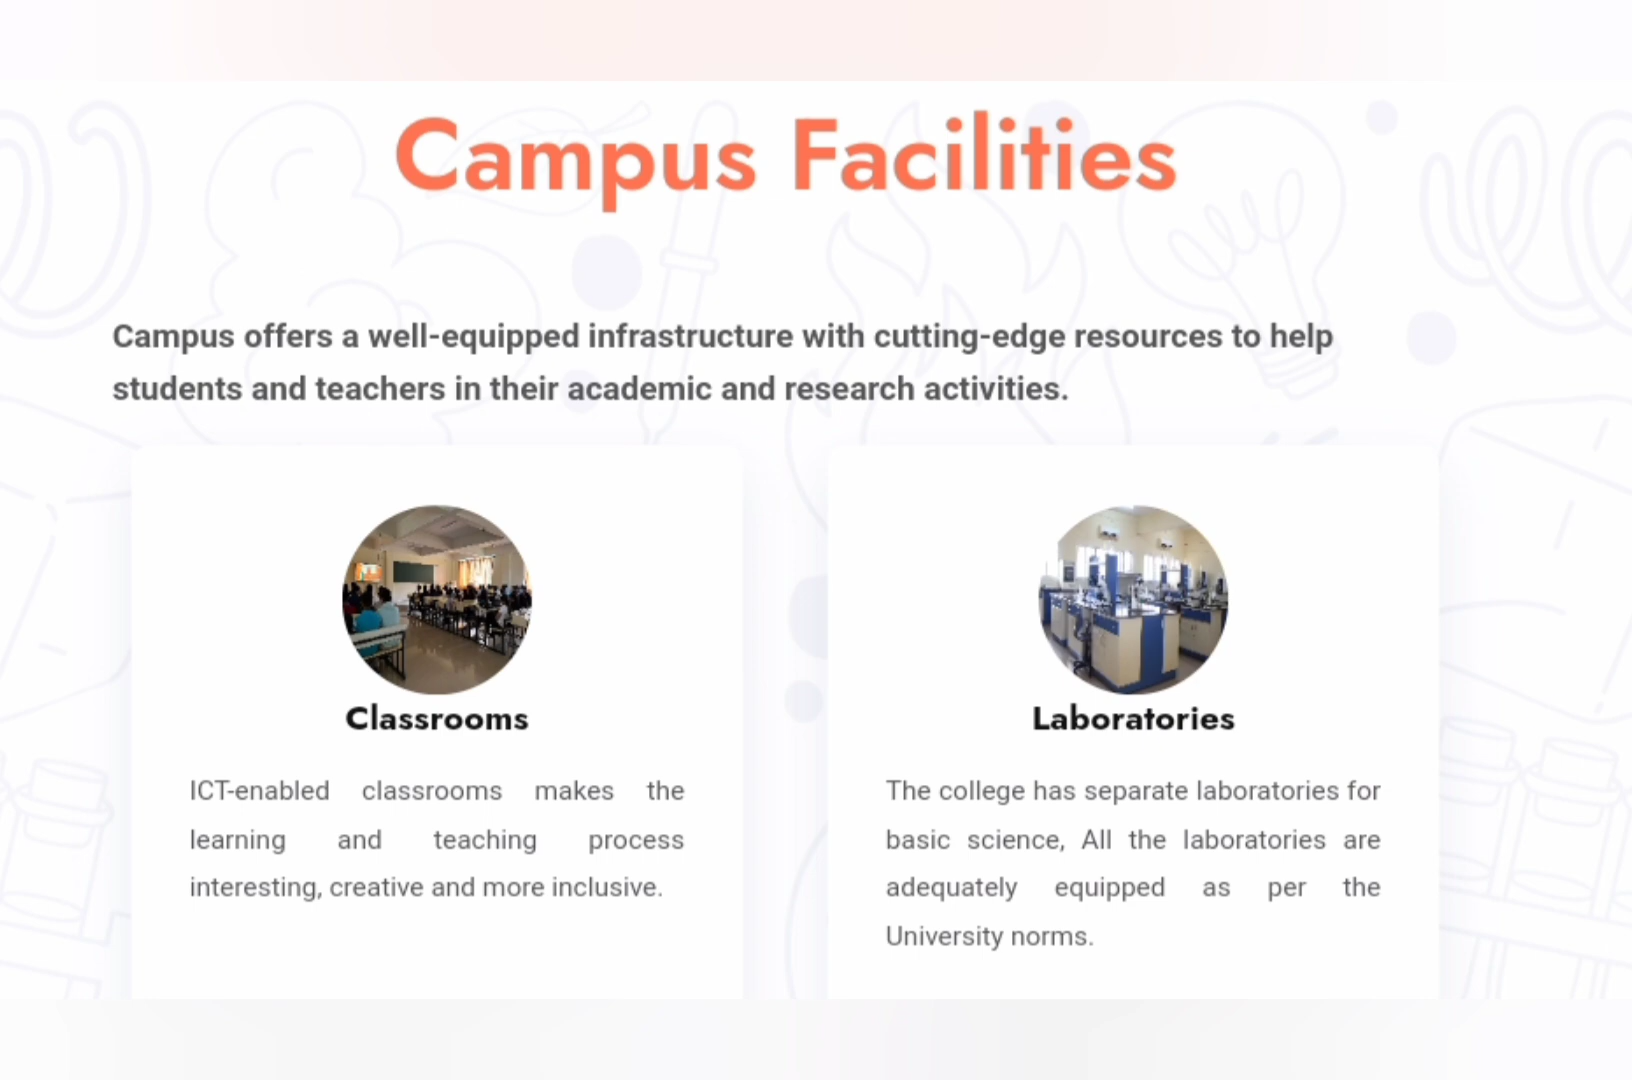 Campus Facilities
Campus offers a well-equipped infrastructure with cutting-edge resources to help
students and teachers in their academic and research activities.
Classrooms
ICT-enabled classrooms makes the
learning and teaching process
interesting, creative and more inclusive.
Laboratories
The college has separate laboratories for
basic science, All the laboratories are
adequately equipped as per the
University norms.